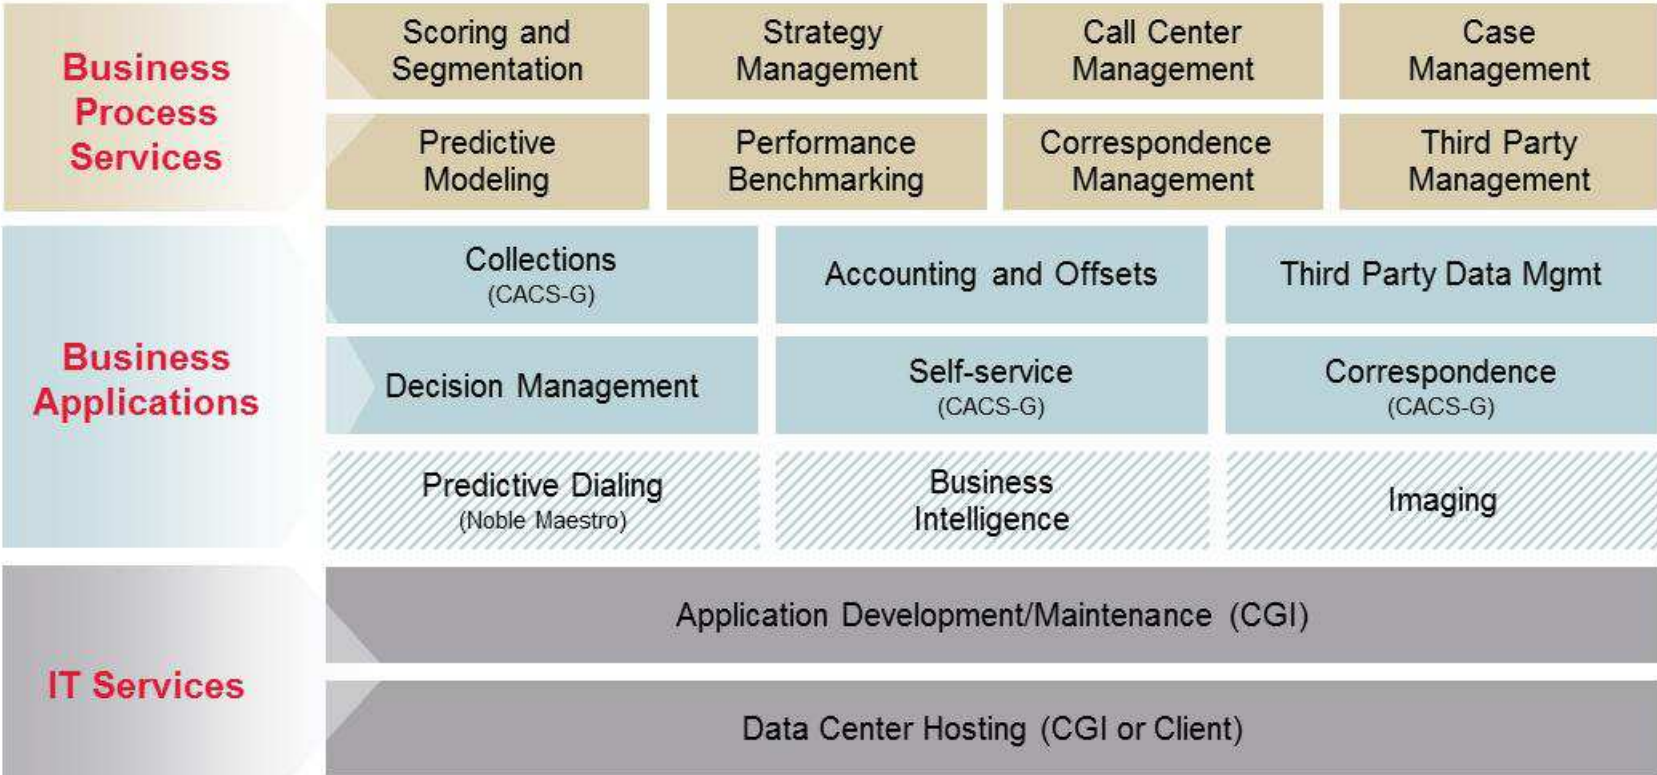 Business
Process
Services
Scoring and
Segmentation
Strategy
Management
Call Center
Management
Case
Management
Predictive
Modeling
Performance
Benchmarking
Correspondence
Management
Third Party
Management
Business
Applications
Collections
(CACS-G)
Accounting and Offsets
Third Party Data Mgmt
Decision Management
Self-service
(CACS-G)
Correspondence
(CACS-G)
Predictive Dialing
(Noble Maestro)
Business
Intelligence
Imaging
IT Services
Application Development/Maintenance (CGI)
Data Center Hosting (CGI or Client)